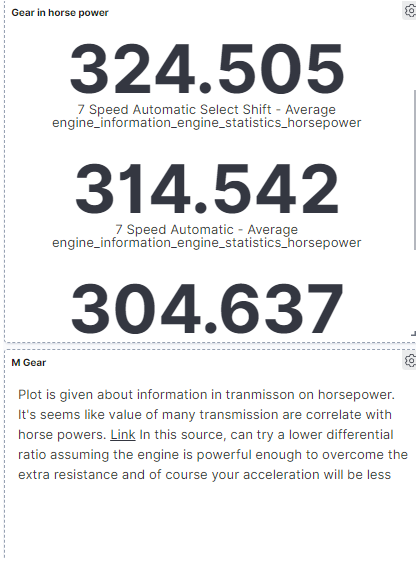 Gear in horse power
324.505
7 Speed Automatic Select Shift - Average
engine_information_engine_statistics_horsepower
314.542
7 Speed Automatic - Average
engine_information_engine_statistics_horsepower
304.637
M Gear
Plot is given about information in tranmisson on horsepower.
It's seems like value of many transmission are correlate with
horse powers. Link In this source, can try a lower differential
ratio assuming the engine is powerful enough to overcome the
extra resistance and of course your acceleration will be less